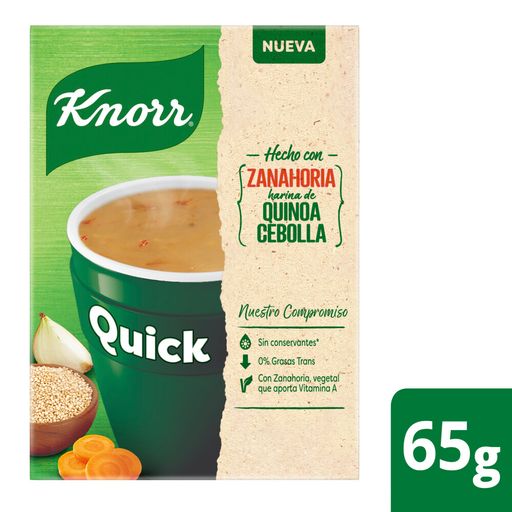 NUEVA
Knorr®
Hecho con
ZANAHORIA
harina de
QUINOA
CEBOLLA
Nuestro Compromiso
Sin conservantes*
0% Grasas Trans
Con Zanahoria, vegetal
que aporta Vitamina A
Quick
65g